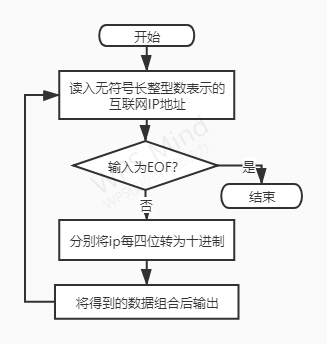 开始
读入无符号长整型数表示的
互联网IP地址
输入为EOF？
是
结束
否
分别将ip每四位转为十进制
将得到的数据组合后输出